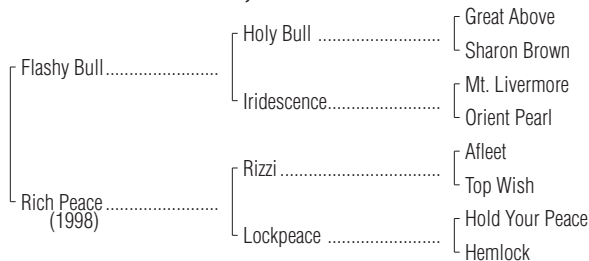 Great Above
Holy Bull ..............................
Sharon Brown
Flashy Bull.......................
Mt. Livermore
Iridescence.......................
Orient Pearl
Afleet
Rizzi ................................
Top Wish
Rich Peace .......................
(1998)
Hold Your Peace
Lockpeace .......................
Hemlock